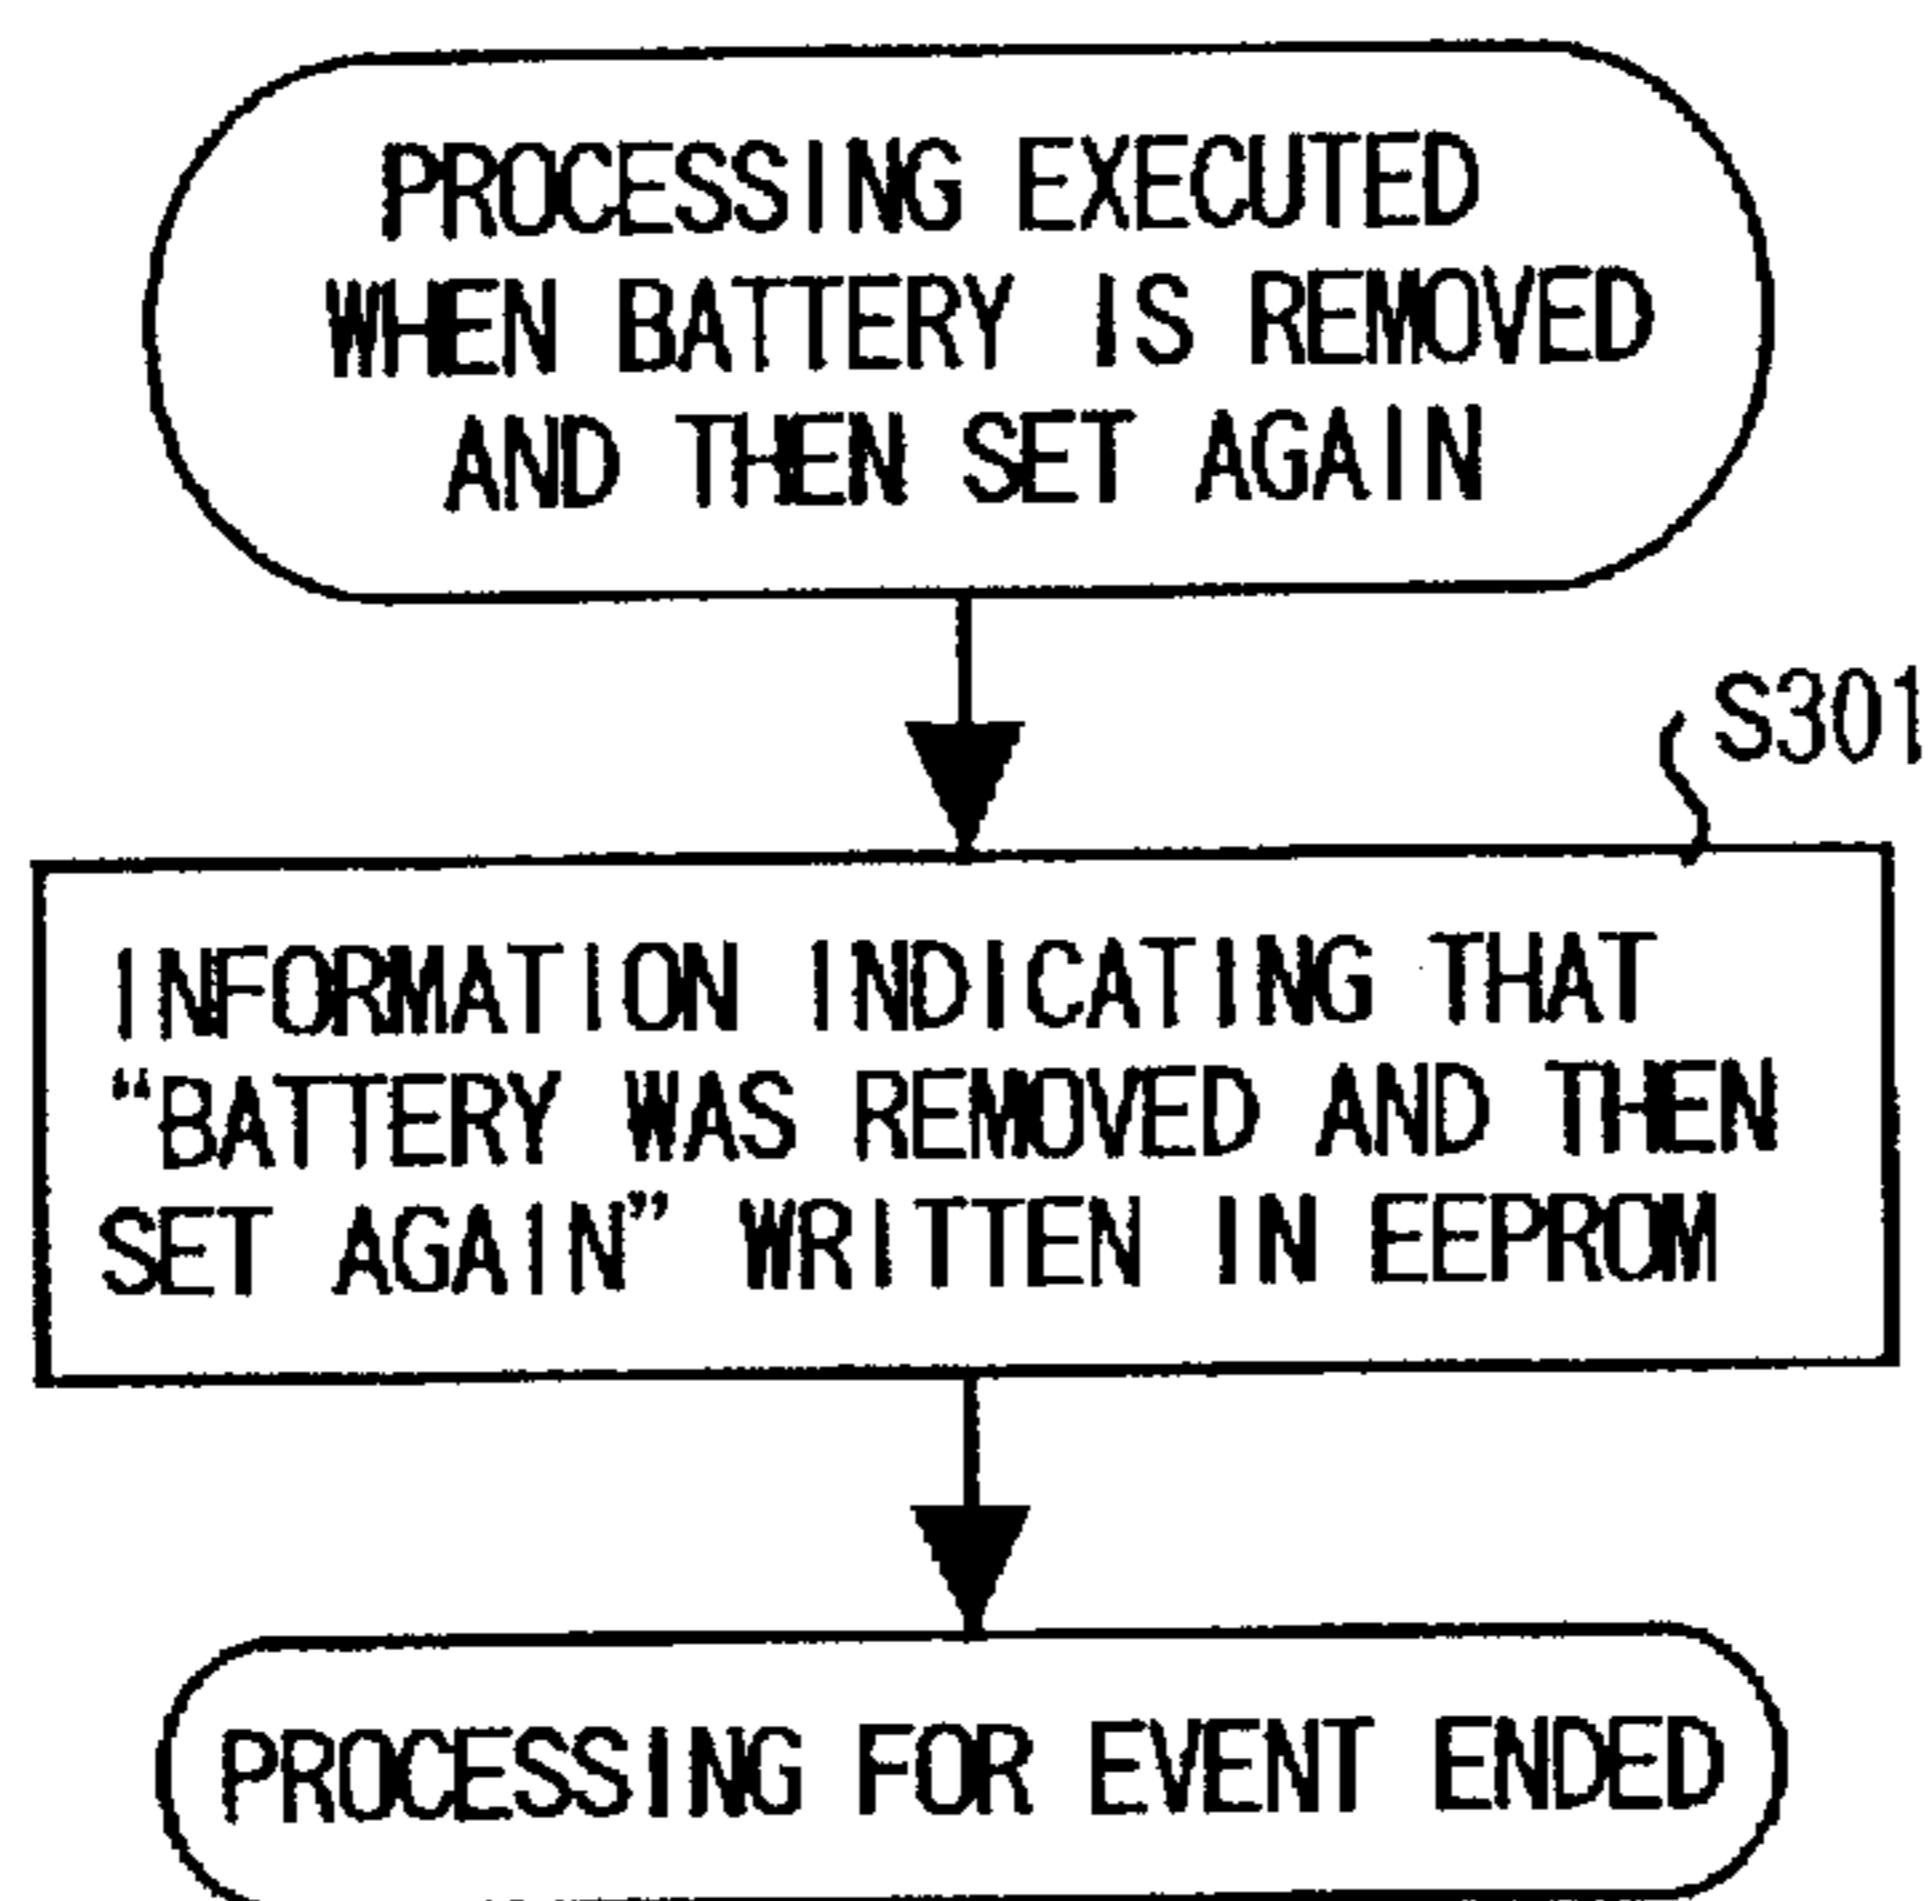 PROCESSING EXECUTED
WHEN BATTERY IS REMOVED
AND THEN SET AGAIN
S301
INFORMATION INDICATING THAT
“BATTERY WAS REMOVED AND THEN
SET AGAIN” WRITTEN IN EEPROM
PROCESSING FOR EVENT ENDED